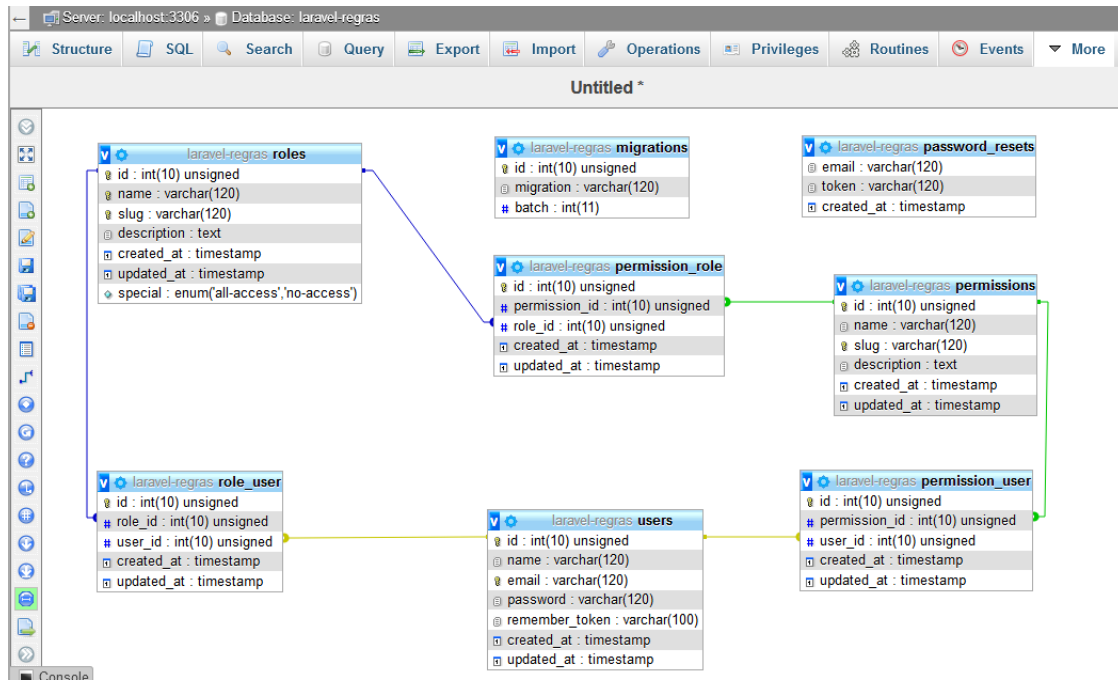 Server: localhost:3306 » Database: laravel-regras
Structure SQL Search Query Export Import Operations Privileges Routines Events More
Untitled *
laravel-regras roles
id : int(10) unsigned
name : varchar(120)
slug : varchar(120)
description : text
created_at : timestamp
updated_at : timestamp
special : enum('all-access','no-access')
laravel-regras migrations
id : int(10) unsigned
migration : varchar(120)
batch : int(11)
laravel-regras password_resets
email : varchar(120)
token : varchar(120)
created_at : timestamp
laravel-regras permission_role
id : int(10) unsigned
permission_id : int(10) unsigned
role_id : int(10) unsigned
created_at : timestamp
updated_at : timestamp
laravel-regras permissions
id : int(10) unsigned
name : varchar(120)
slug : varchar(120)
description : text
created_at : timestamp
updated_at : timestamp
laravel-regras role_user
id : int(10) unsigned
role_id : int(10) unsigned
user_id : int(10) unsigned
created_at : timestamp
updated_at : timestamp
laravel-regras users
id : int(10) unsigned
name : varchar(120)
email : varchar(120)
password : varchar(120)
remember_token : varchar(100)
created_at : timestamp
updated_at : timestamp
laravel-regras permission_user
id : int(10) unsigned
permission_id : int(10) unsigned
user_id : int(10) unsigned
created_at : timestamp
updated_at : timestamp
Console